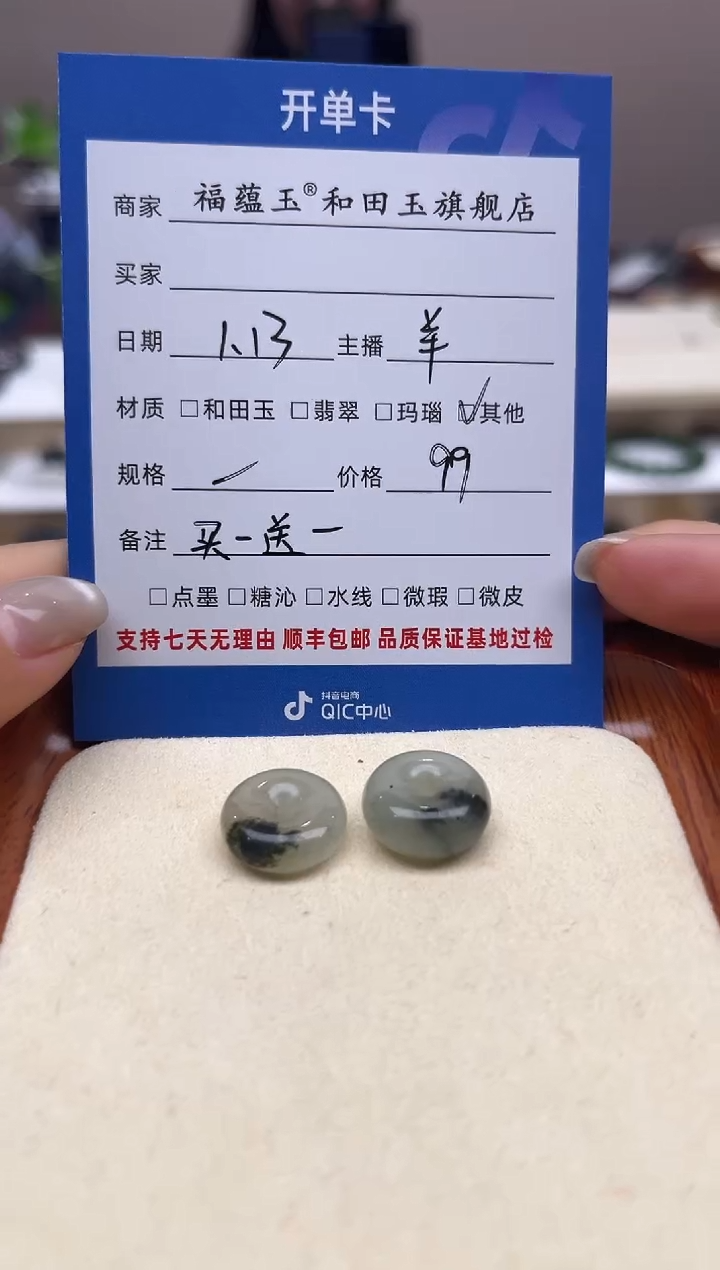 开单卡
商家 福蕴玉®和田玉旗舰店
买家
日期 1.13 主播 羊
材质 □和田玉 □翡翠 □玛瑙 ☑其他
规格 价格 99
备注 买一送一
□点墨 □糖沁 □水线 □微瑕 □微皮
支持七天无理由 顺丰包邮 品质保证基地过检
抖音电商
QIC中心